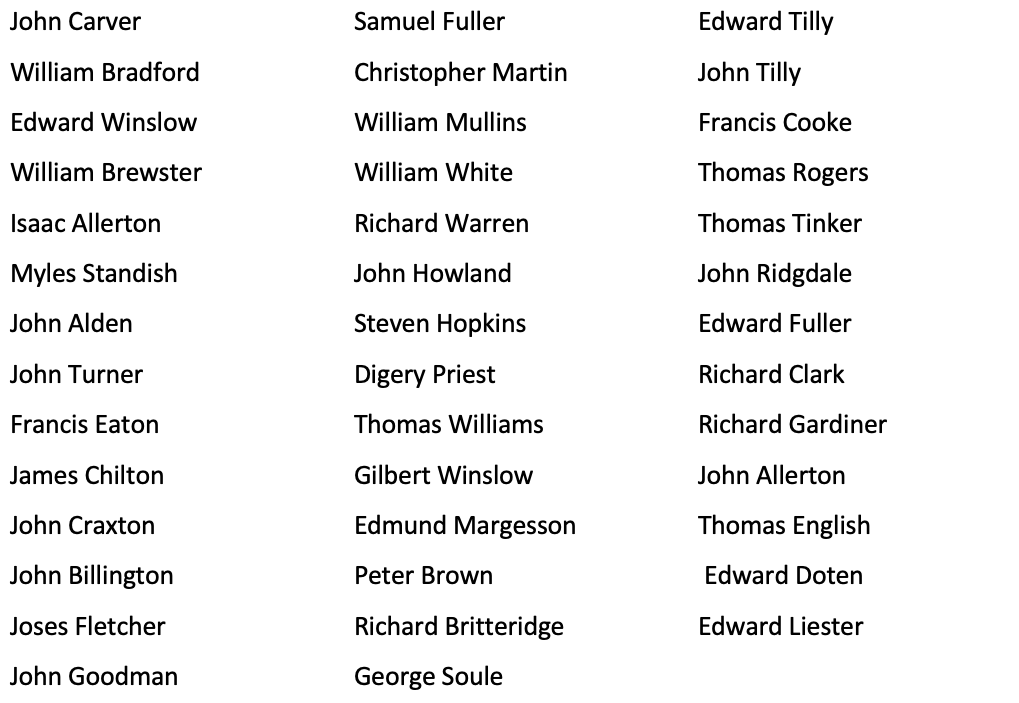 John Carver Samuel Fuller Edward Tilly
William Bradford Christopher Martin John Tilly
Edward Winslow William Mullins Francis Cooke
William Brewster William White Thomas Rogers
Isaac Allerton Richard Warren Thomas Tinker
Myles Standish John Howland John Ridgdale
John Alden Steven Hopkins Edward Fuller
John Turner Digery Priest Richard Clark
Francis Eaton Thomas Williams Richard Gardiner
James Chilton Gilbert Winslow John Allerton
John Craxton Edmund Margesson Thomas English
John Billington Peter Brown Edward Doten
Joses Fletcher Richard Britteridge Edward Liester
John Goodman George Soule